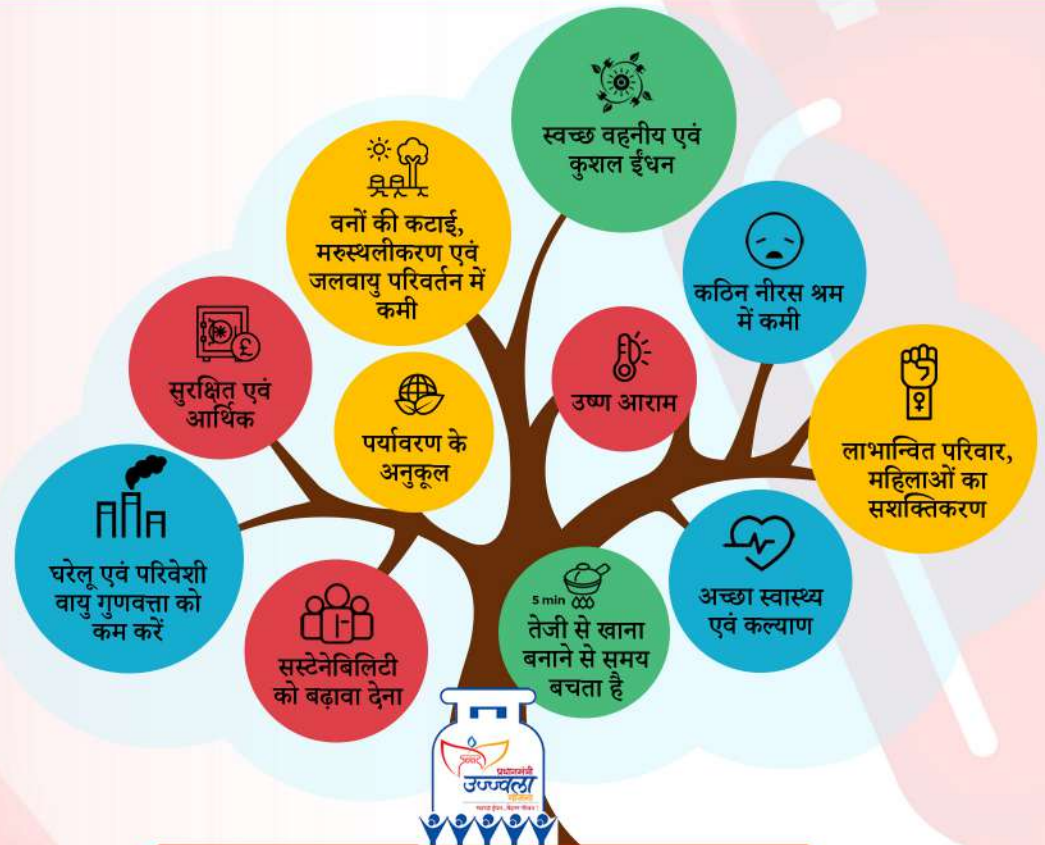 स्वच्छ वहनीय एवं
कुशल ईंधन
वनों की कटाई,
मरुस्थलीकरण एवं
जलवायु परिवर्तन में
कमी
कठिन नीरस श्रम
में कमी
सुरक्षित एवं
आर्थिक
पर्यावरण के
अनुकूल
उष्ण आराम
लाभान्वित परिवार,
महिलाओं का
सशक्तिकरण
घरेलू एवं परिवेशी
वायु गुणवत्ता को
कम करें
सस्टेनेबिलिटी
को बढ़ावा देना
5 min
तेजी से खाना
बनाने से समय
बचता है
अच्छा स्वास्थ्य
एवं कल्याण
प्रधानमंत्री
उज्ज्वला
योजना